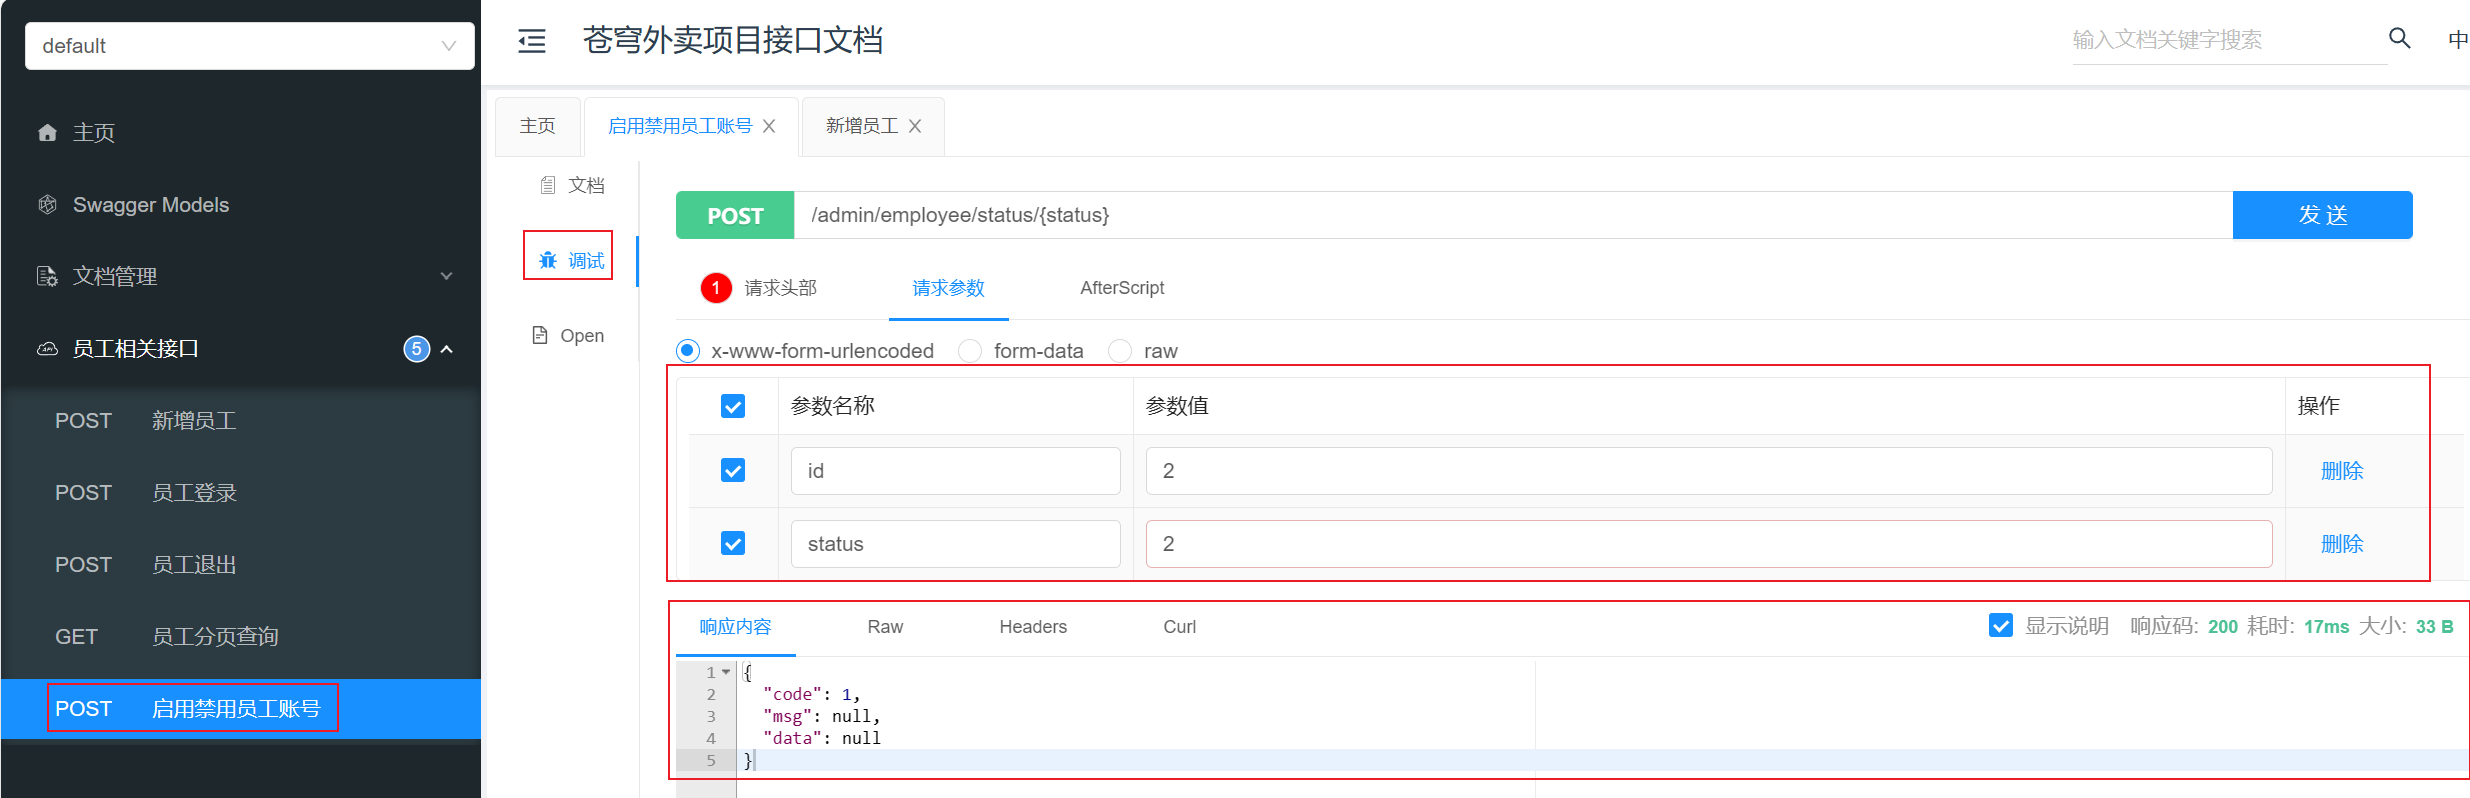 default
主页
Swagger Models
文档管理
员工相关接口 5
POST 新增员工
POST 员工登录
POST 员工退出
GET 员工分页查询
POST 启用禁用员工账号
苍穹外卖项目接口文档
输入文档关键字搜索
中
主页 启用禁用员工账号 新增员工
文档
调试
Open
POST /admin/employee/status/{status} 发 送
1 请求头部 请求参数 AfterScript
x-www-form-urlencoded form-data raw
参数名称 参数值 操作
id 2 删除
status 2 删除
响应内容 Raw Headers Curl 显示说明 响应码: 200 耗时: 17ms 大小: 33 B
1 {
2 "code": 1,
3 "msg": null,
4 "data": null
5 }